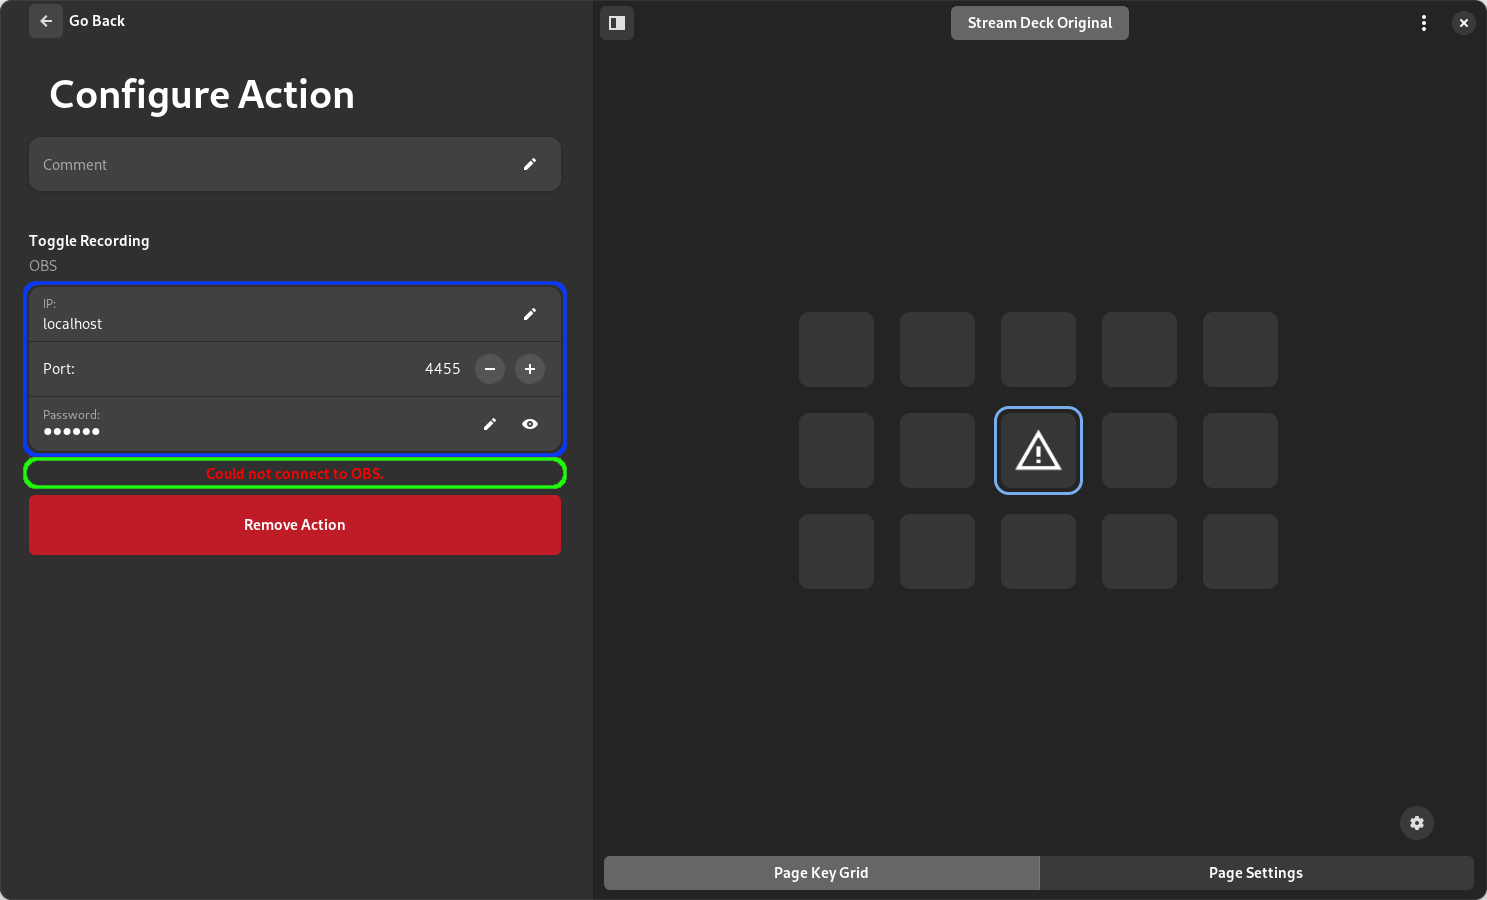 Go Back
Configure Action
Comment
Toggle Recording
OBS
IP:
localhost
Port:
4455
Password:
●●●●●●
Could not connect to OBS.
Remove Action
Stream Deck Original
Page Key Grid
Page Settings